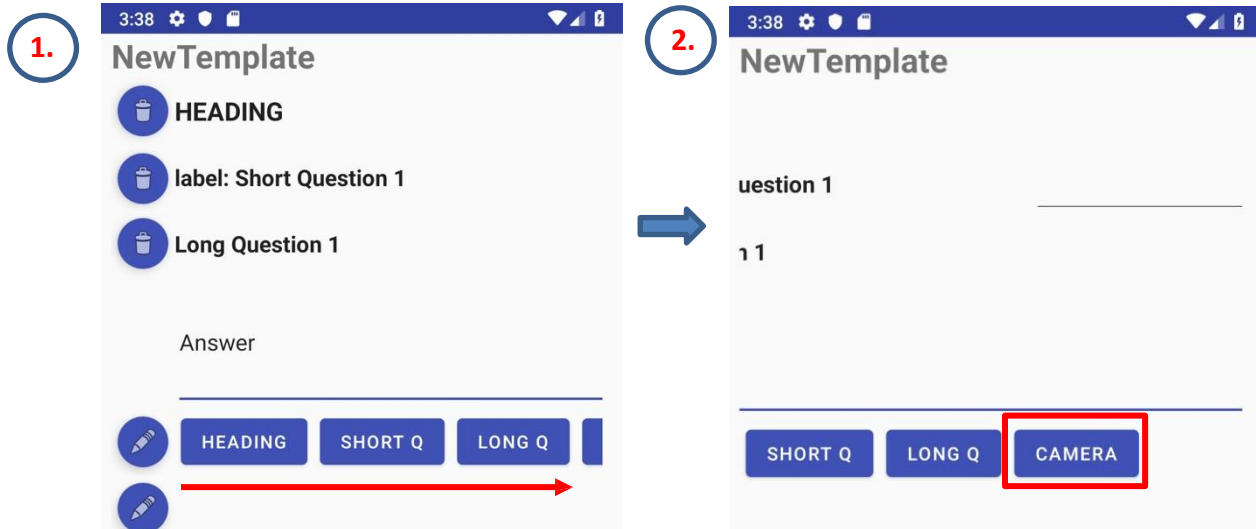 1.
3:38
NewTemplate
HEADING
label: Short Question 1
Long Question 1
Answer
HEADING SHORT Q LONG Q
2.
3:38
NewTemplate
uestion 1
n 1
SHORT Q LONG Q CAMERA